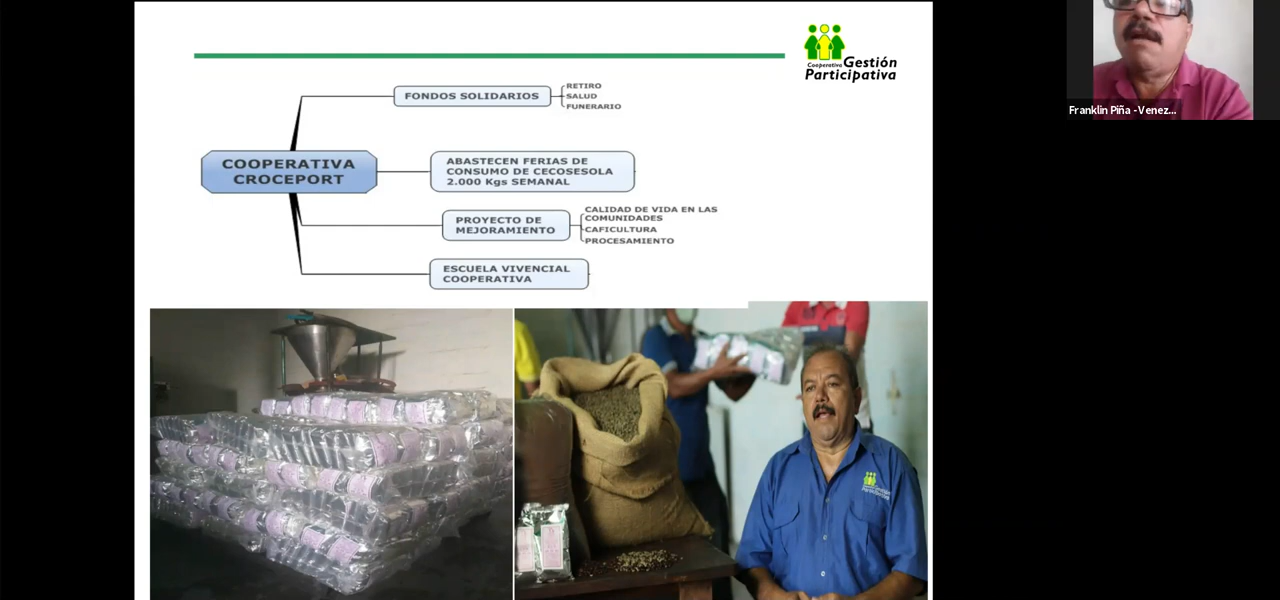 Cooperativa Gestión
Participativa
FONDOS SOLIDARIOS
RETIRO
SALUD
FUNERARIO
COOPERATIVA
CROCEPORT
ABASTECEN FERIAS DE
CONSUMO DE CECOSESOLA
2.000 Kgs SEMANAL
PROYECTO DE
MEJORAMIENTO
CALIDAD DE VIDA EN LAS
COMUNIDADES
CAFICULTURA
PROCESAMIENTO
ESCUELA VIVENCIAL
COOPERATIVA
Franklin Piña -Venez...